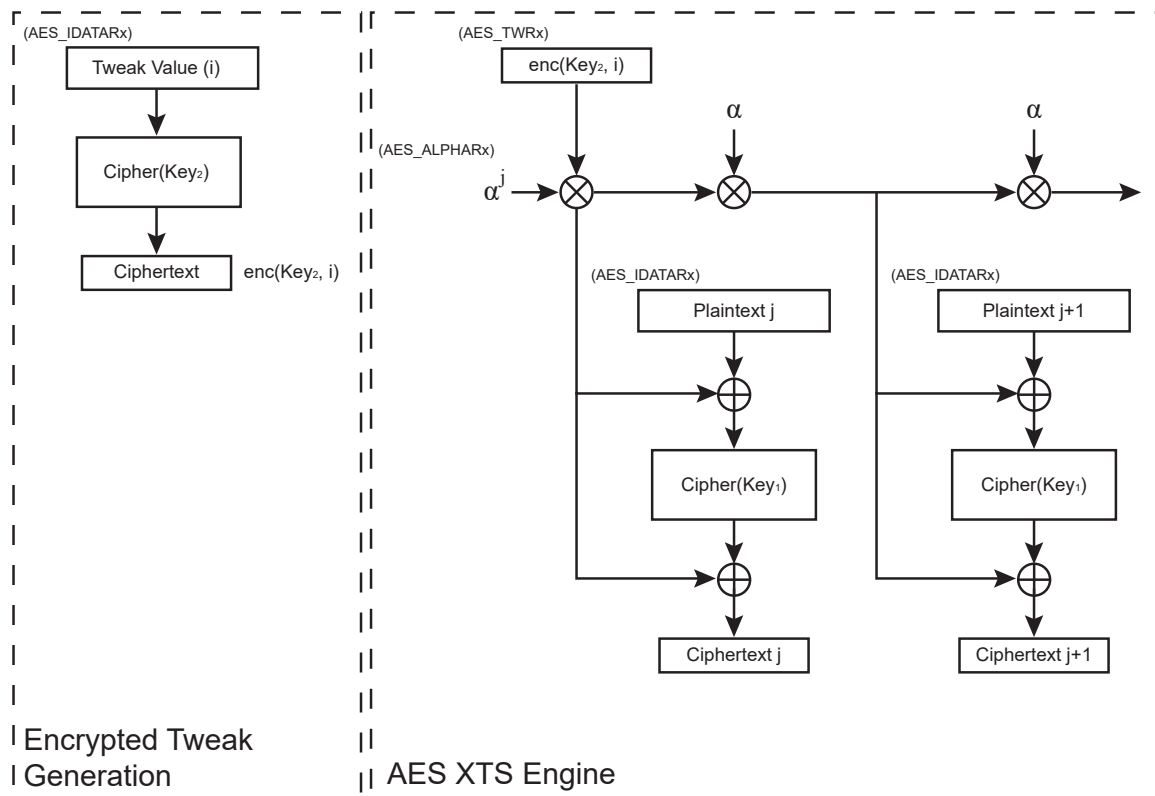 (AES_IDATARx)
Tweak Value (i)
Cipher(Key₂)
Ciphertext
enc(Key₂, i)
Encrypted Tweak
Generation
(AES_TWRx)
enc(Key₂, i)
(AES_ALPHARx)
αʲ
α
α
(AES_IDATARx)
Plaintext j
Cipher(Key₁)
Ciphertext j
(AES_IDATARx)
Plaintext j+1
Cipher(Key₁)
Ciphertext j+1
AES XTS Engine